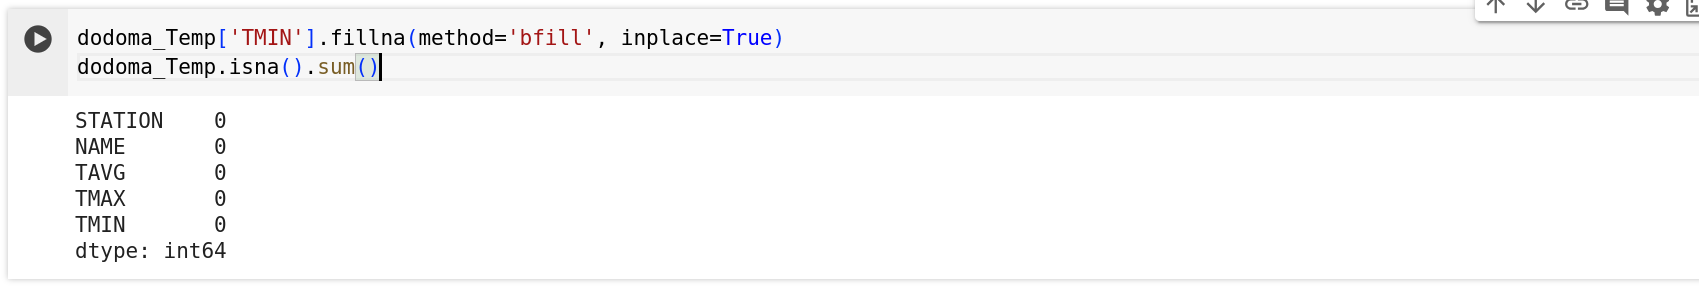 dodoma_Temp['TMIN'].fillna(method='bfill', inplace=True)
dodoma_Temp.isna().sum()
STATION    0
NAME       0
TAVG       0
TMAX       0
TMIN       0
dtype: int64